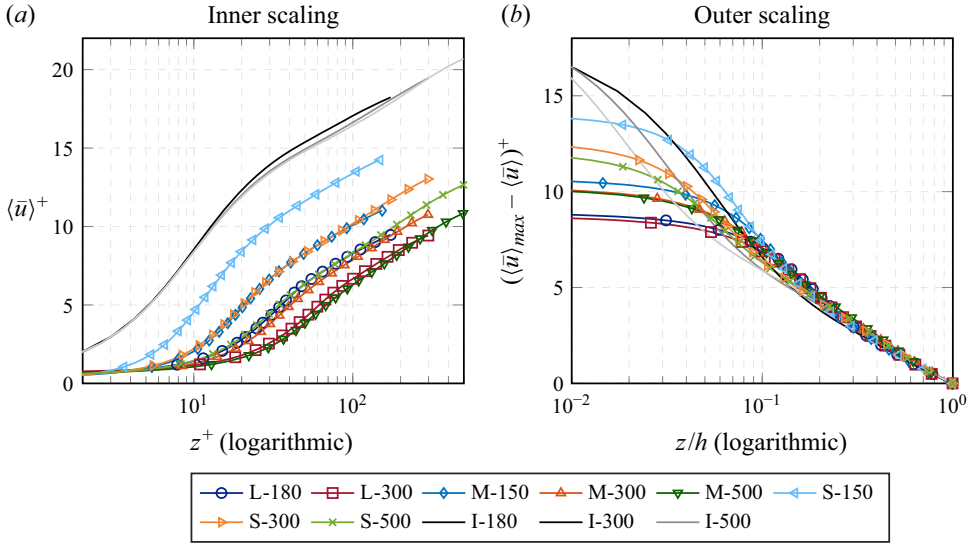 (a) Inner scaling
(b) Outer scaling
20
15
10
5
0
⟨ū⟩⁺
10¹ 10²
z⁺ (logarithmic)
15
10
5
0
(⟨ū⟩max − ⟨ū⟩)⁺
10⁻² 10⁻¹ 10⁰
z/h (logarithmic)
L-180 L-300 M-150 M-300 M-500 S-150
S-300 S-500 I-180 I-300 I-500